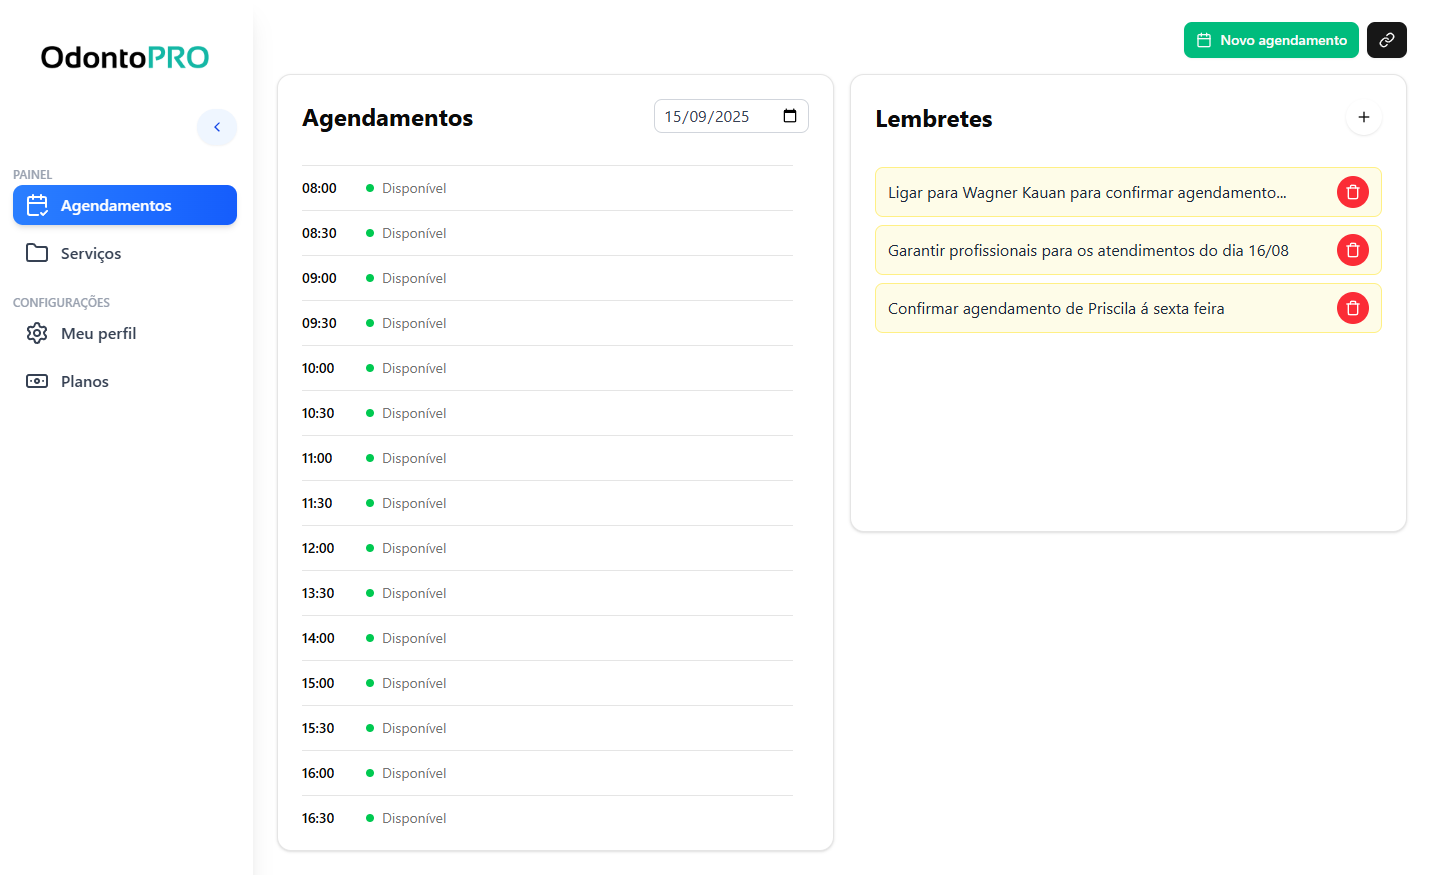 OdontoPRO
PAINEL
Agendamentos
Serviços
CONFIGURAÇÕES
Meu perfil
Planos
Novo agendamento
Agendamentos
15/09/2025
08:00 Disponível
08:30 Disponível
09:00 Disponível
09:30 Disponível
10:00 Disponível
10:30 Disponível
11:00 Disponível
11:30 Disponível
12:00 Disponível
13:30 Disponível
14:00 Disponível
15:00 Disponível
15:30 Disponível
16:00 Disponível
16:30 Disponível
Lembretes
Ligar para Wagner Kauan para confirmar agendamento...
Garantir profissionais para os atendimentos do dia 16/08
Confirmar agendamento de Priscila á sexta feira